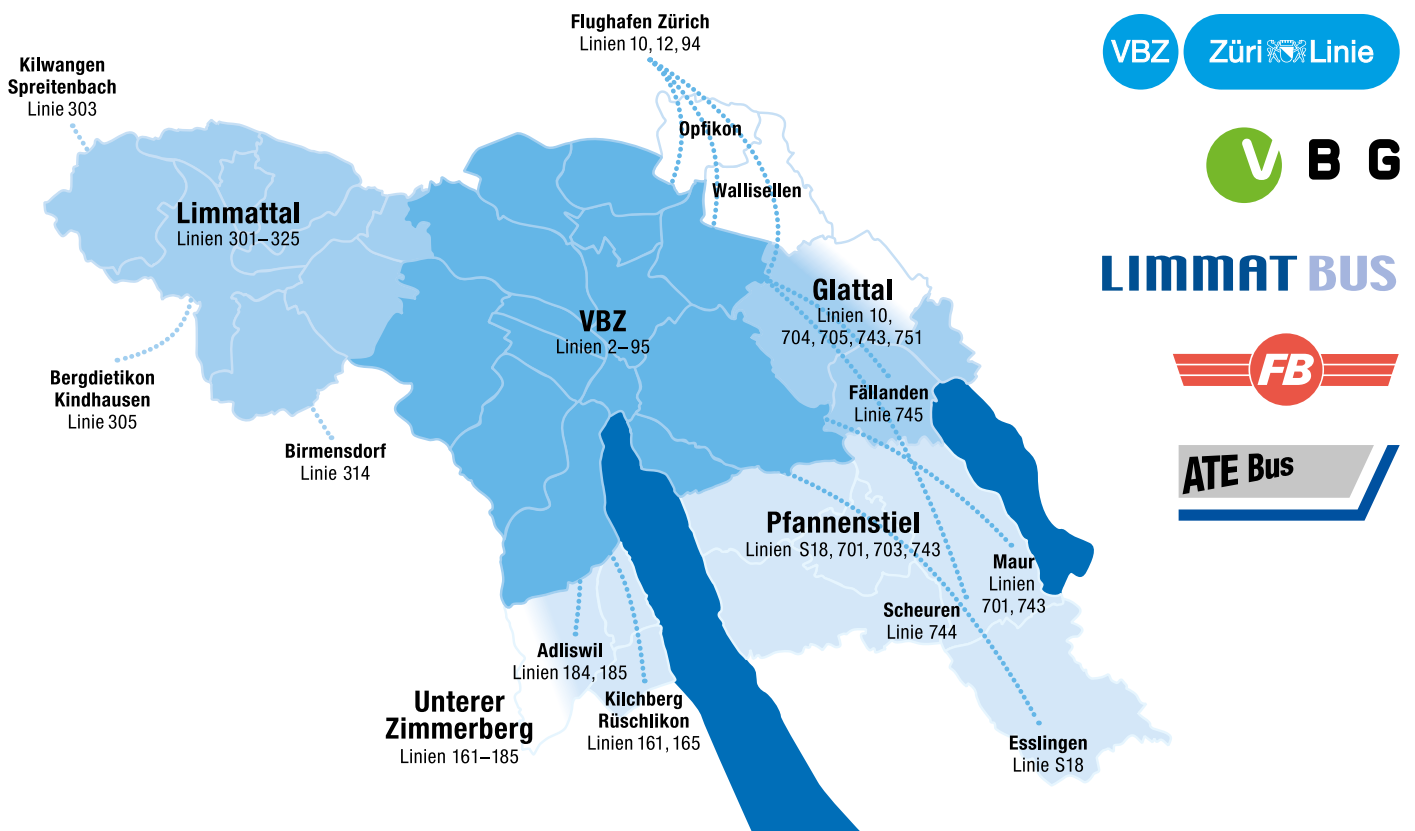 Flughafen Zürich
Linien 10, 12, 94
VBZ
Züri Linie
Kilwangen
Spreitenbach
Linie 303
Opfikon
V B G
Wallisellen
Limmattal
Linien 301–325
LIMMAT BUS
Glattal
Linien 10,
704, 705, 743, 751
VBZ
Linien 2–95
FB
Bergdietikon
Kindhausen
Linie 305
Fällanden
Linie 745
Birmensdorf
Linie 314
ATE Bus
Pfannenstiel
Linien S18, 701, 703, 743
Maur
Linien
701, 743
Scheuren
Linie 744
Adliswil
Linien 184, 185
Unterer
Zimmerberg
Linien 161–185
Kilchberg
Rüschlikon
Linien 161, 165
Esslingen
Linie S18